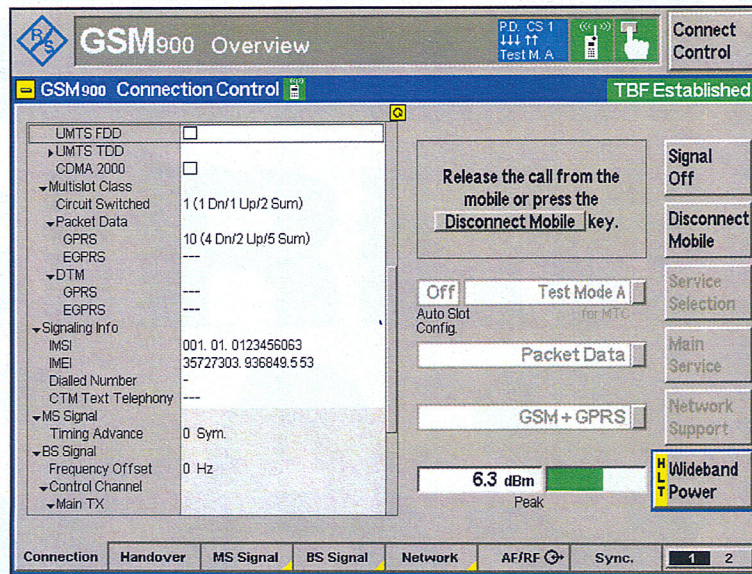 R&S
GSM900 Overview
P.D. CS 1
↓↓↓ ↑↑
Test M. A
Connect
Control
GSM900 Connection Control
TBF Established
UMTS FDD
UMTS TDD
CDMA 2000
Multislot Class
Circuit Switched 1 (1 Dn/1 Up/2 Sum)
Packet Data
GPRS 10 (4 Dn/2 Up/5 Sum)
EGPRS ---
DTM
GPRS ---
EGPRS ---
Signaling Info
IMSI 001. 01. 0123456063
IMEI 35727303. 936849.553
Dialled Number -
CTM Text Telephony ---
MS Signal
Timing Advance 0 Sym.
BS Signal
Frequency Offset 0 Hz
Control Channel
Main TX
Release the call from the
mobile or press the
Disconnect Mobile key.
Off Test Mode A
Auto Slot for MTC
Config.
Packet Data
GSM+GPRS
6.3 dBm
Peak
Signal
Off
Disconnect
Mobile
Service
Selection
Main
Service
Network
Support
HLT
Wideband
Power
Connection Handover MS Signal BS Signal Network AF/RF Sync. 1 2